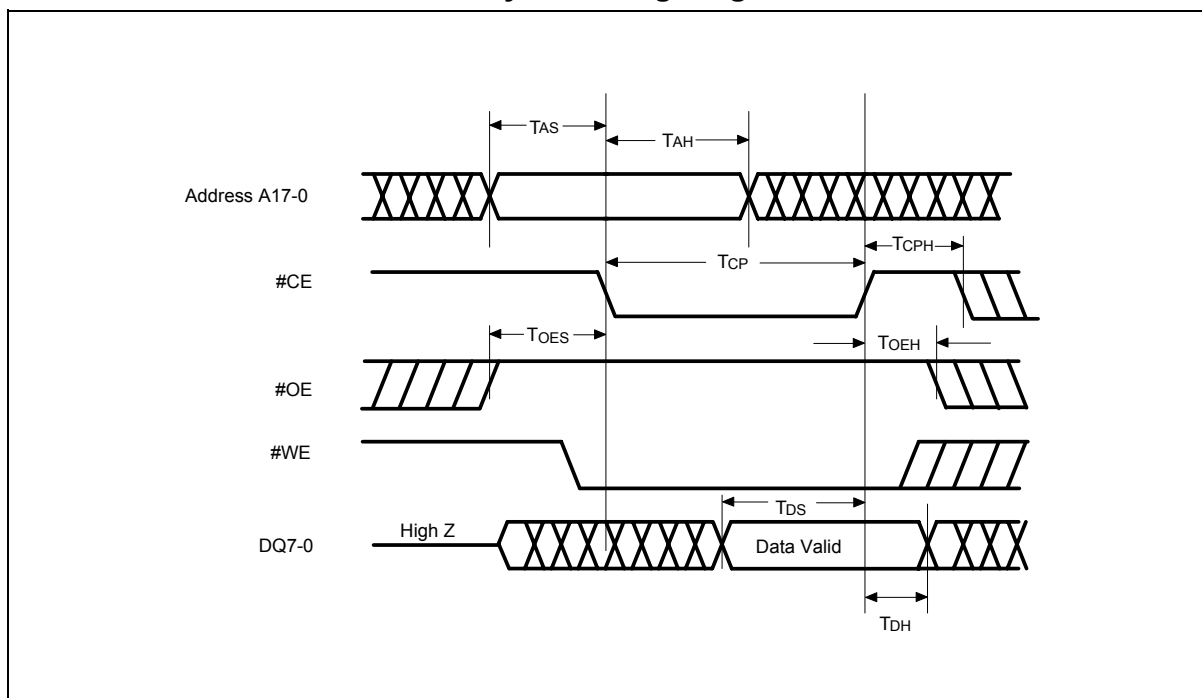 TAS
TAH
Address A17-0
TCPH
TCP
#CE
TOES
TOEH
#OE
#WE
TDS
High Z
DQ7-0
Data Valid
TDH